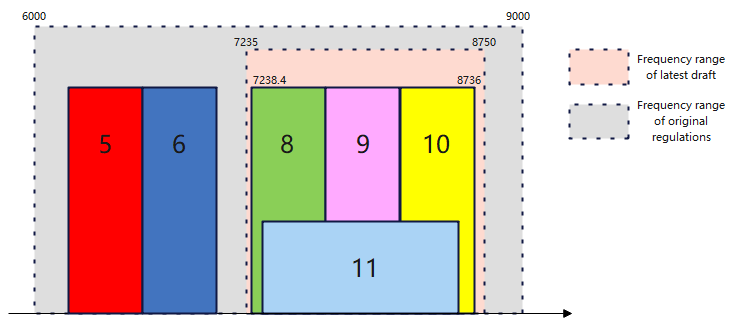 6000
9000
7235
8750
7238.4
8736
5
6
8
9
10
11
Frequency range
of latest draft
Frequency range
of original
regulations